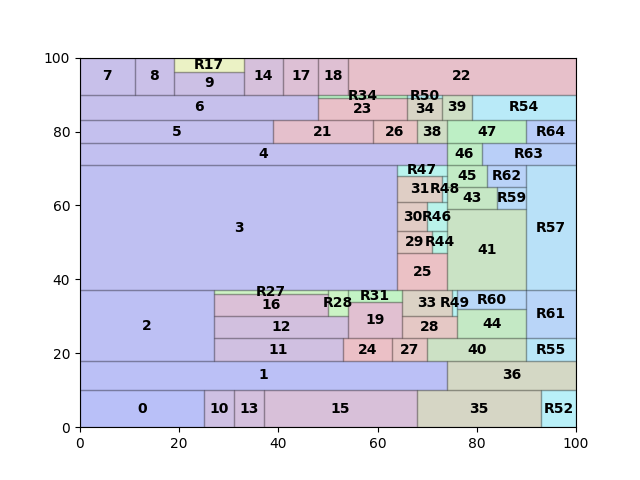 100
7 8 R17 9 14 17 18 22
6 R34 23 R50 34 39 R54
80
5 21 26 38 47 R64
4 46 R63
R47 45 R62
31 R48 43 R59
60
3 30 R46 R57
29 R44 41
25
40
R27 R28 R31 33 R49 R60
2 16 19 44 R61
12 28
20
11 24 27 40 R55
1 36
0 10 13 15 35 R52
0
0 20 40 60 80 100